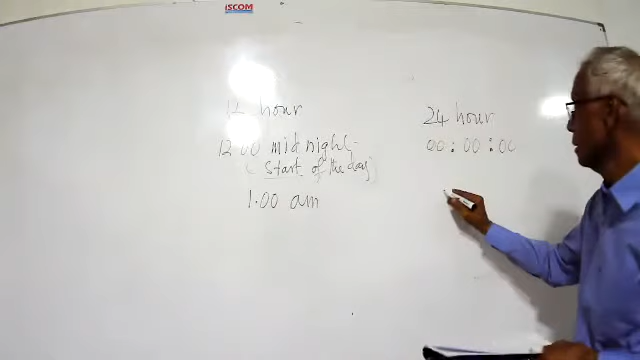 iSCOM
12 hour
24 hour
12.00 midnight
00 : 00 : 00
( Start of the day )
1.00 am